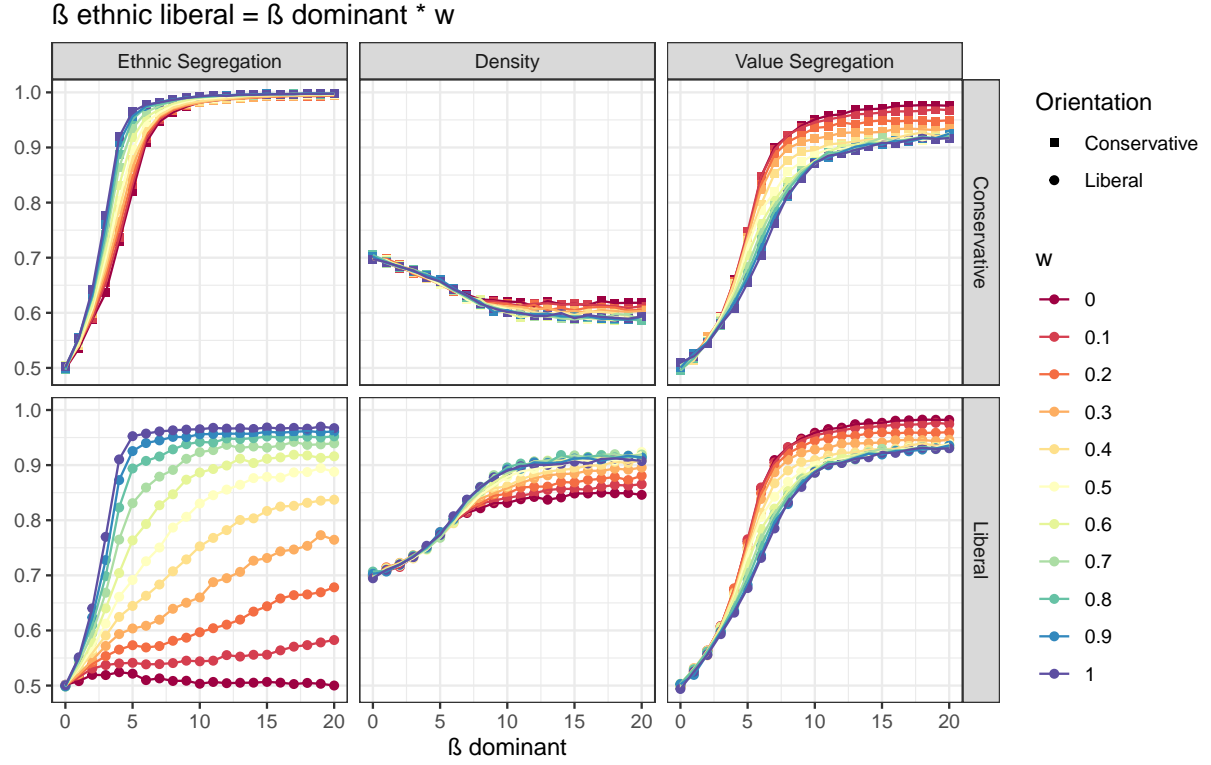 ß ethnic liberal = ß dominant * w
Ethnic Segregation
Density
Value Segregation
1.0
0.9
0.8
0.7
0.6
0.5
Conservative
1.0
0.9
0.8
0.7
0.6
0.5
Liberal
0 5 10 15 20
0 5 10 15 20
0 5 10 15 20
ß dominant
Orientation
Conservative
Liberal
w
0
0.1
0.2
0.3
0.4
0.5
0.6
0.7
0.8
0.9
1